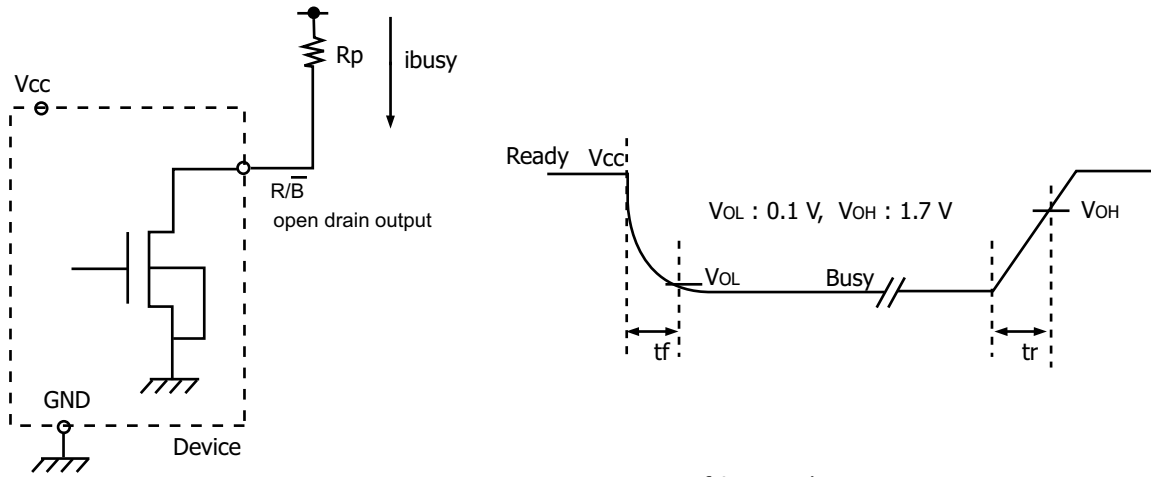 Rp
ibusy
Vcc
R/B̅
open drain output
GND
Device
Ready Vcc
VOL : 0.1 V, VOH : 1.7 V
VOH
VOL
Busy
tf
tr